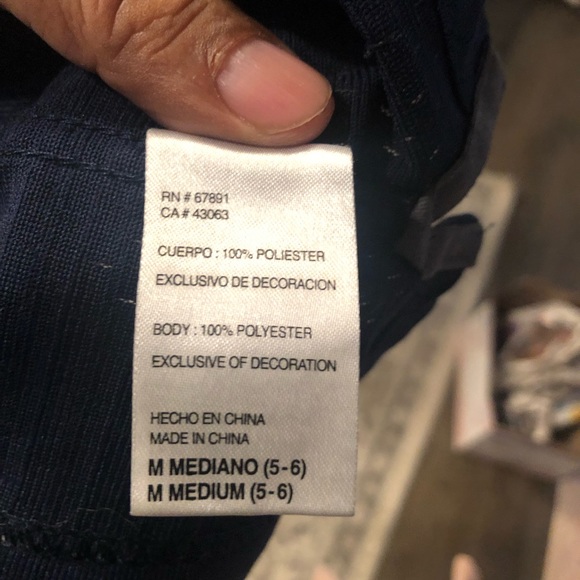 RN # 67891
CA # 43063
CUERPO : 100% POLIESTER
EXCLUSIVO DE DECORACION
BODY : 100% POLYESTER
EXCLUSIVE OF DECORATION
HECHO EN CHINA
MADE IN CHINA
M MEDIANO (5-6)
M MEDIUM (5-6)